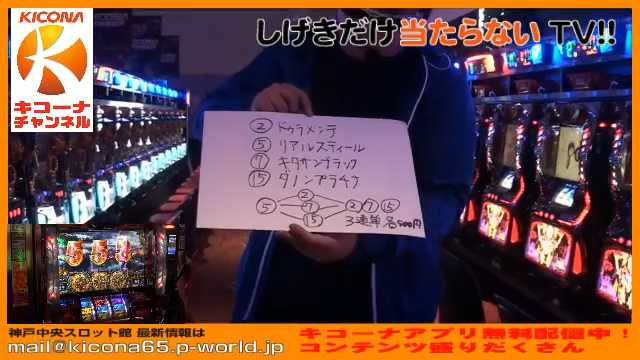 KICONA
キコーナ
チャンネル
しげきだけ当たらないTV!!
② ドゥラメンテ
⑤ リアルスティール
⑦ キタサンブラック
⑮ ダノンプラチナ
2
⑤ 7 ②⑦⑮
15
3連単 各500円
神戸中央スロット館 最新情報は
mail@kicona65.p-world.jp
キコーナアプリ無料配信中！
コンテンツ盛りだくさん